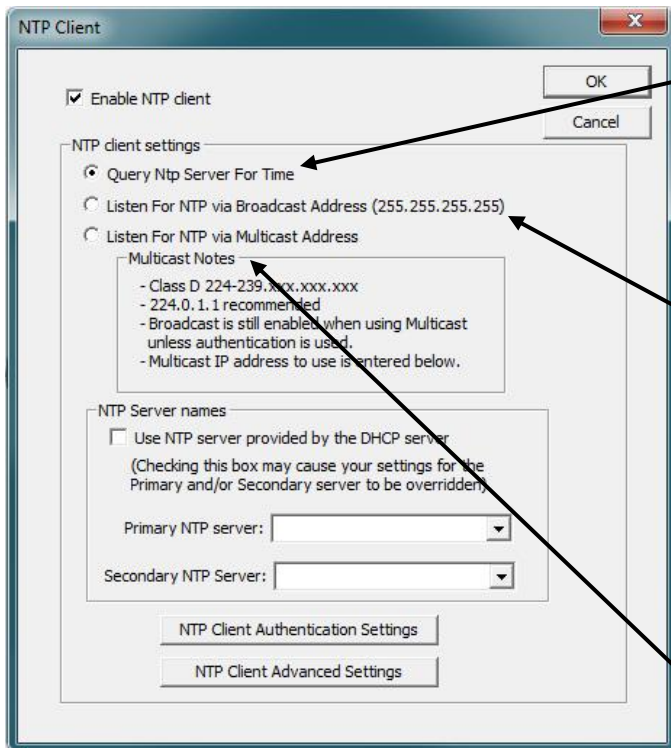 NTP Client
OK
Enable NTP client
Cancel
NTP client settings
Query Ntp Server For Time
Listen For NTP via Broadcast Address (255.255.255.255)
Listen For NTP via Multicast Address
Multicast Notes
- Class D 224-239.xxx.xxx.xxx
- 224.0.1.1 recommended
- Broadcast is still enabled when using Multicast
unless authentication is used.
- Multicast IP address to use is entered below.
NTP Server names
Use NTP server provided by the DHCP server
(Checking this box may cause your settings for the
Primary and/or Secondary server to be overridden)
Primary NTP server:
Secondary NTP Server:
NTP Client Authentication Settings
NTP Client Advanced Settings